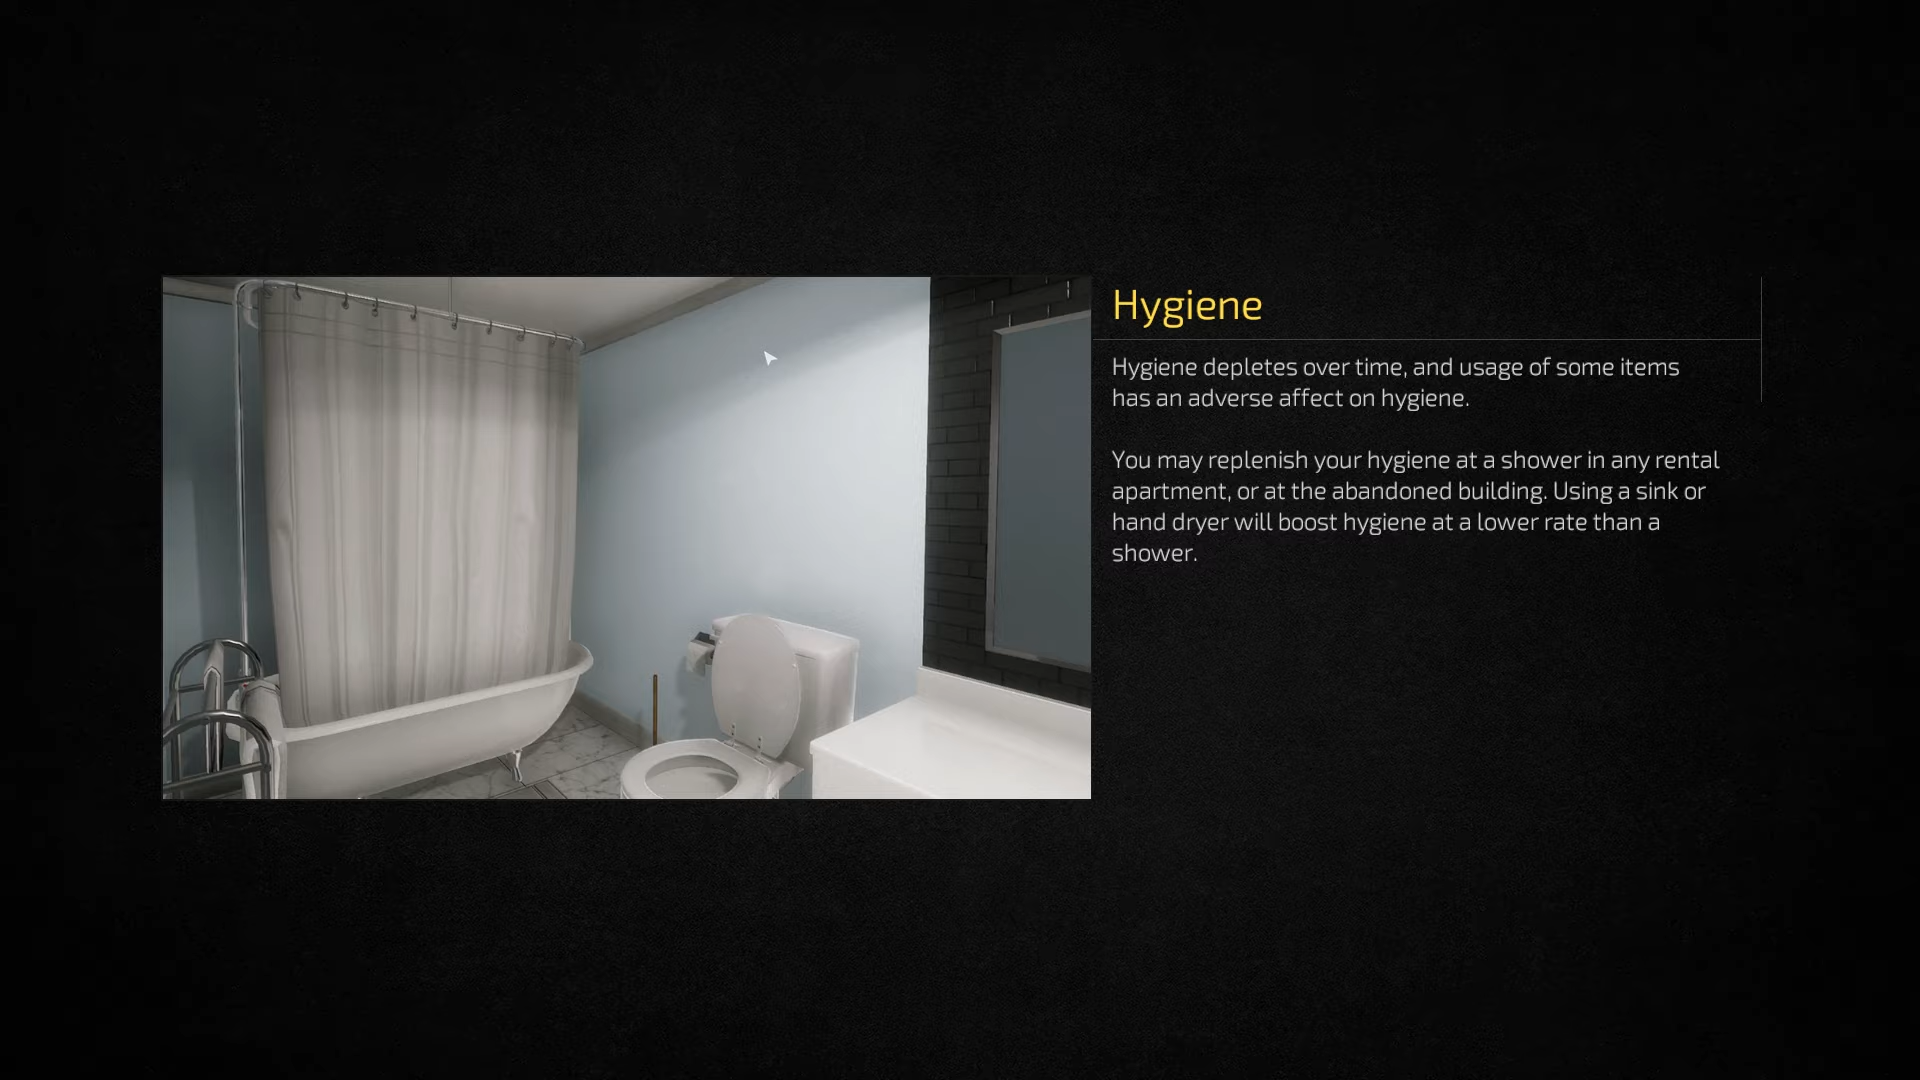 Hygiene
Hygiene depletes over time, and usage of some items
has an adverse affect on hygiene.
You may replenish your hygiene at a shower in any rental
apartment, or at the abandoned building. Using a sink or
hand dryer will boost hygiene at a lower rate than a
shower.